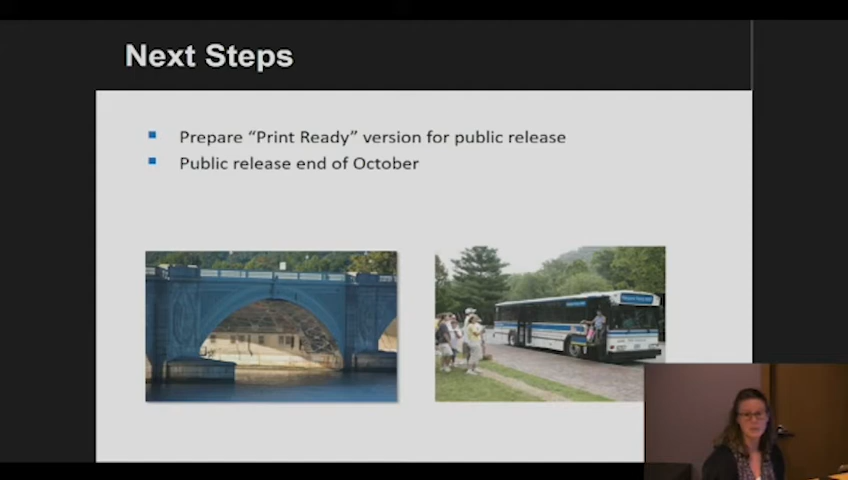 Next Steps
Prepare “Print Ready” version for public release
Public release end of October